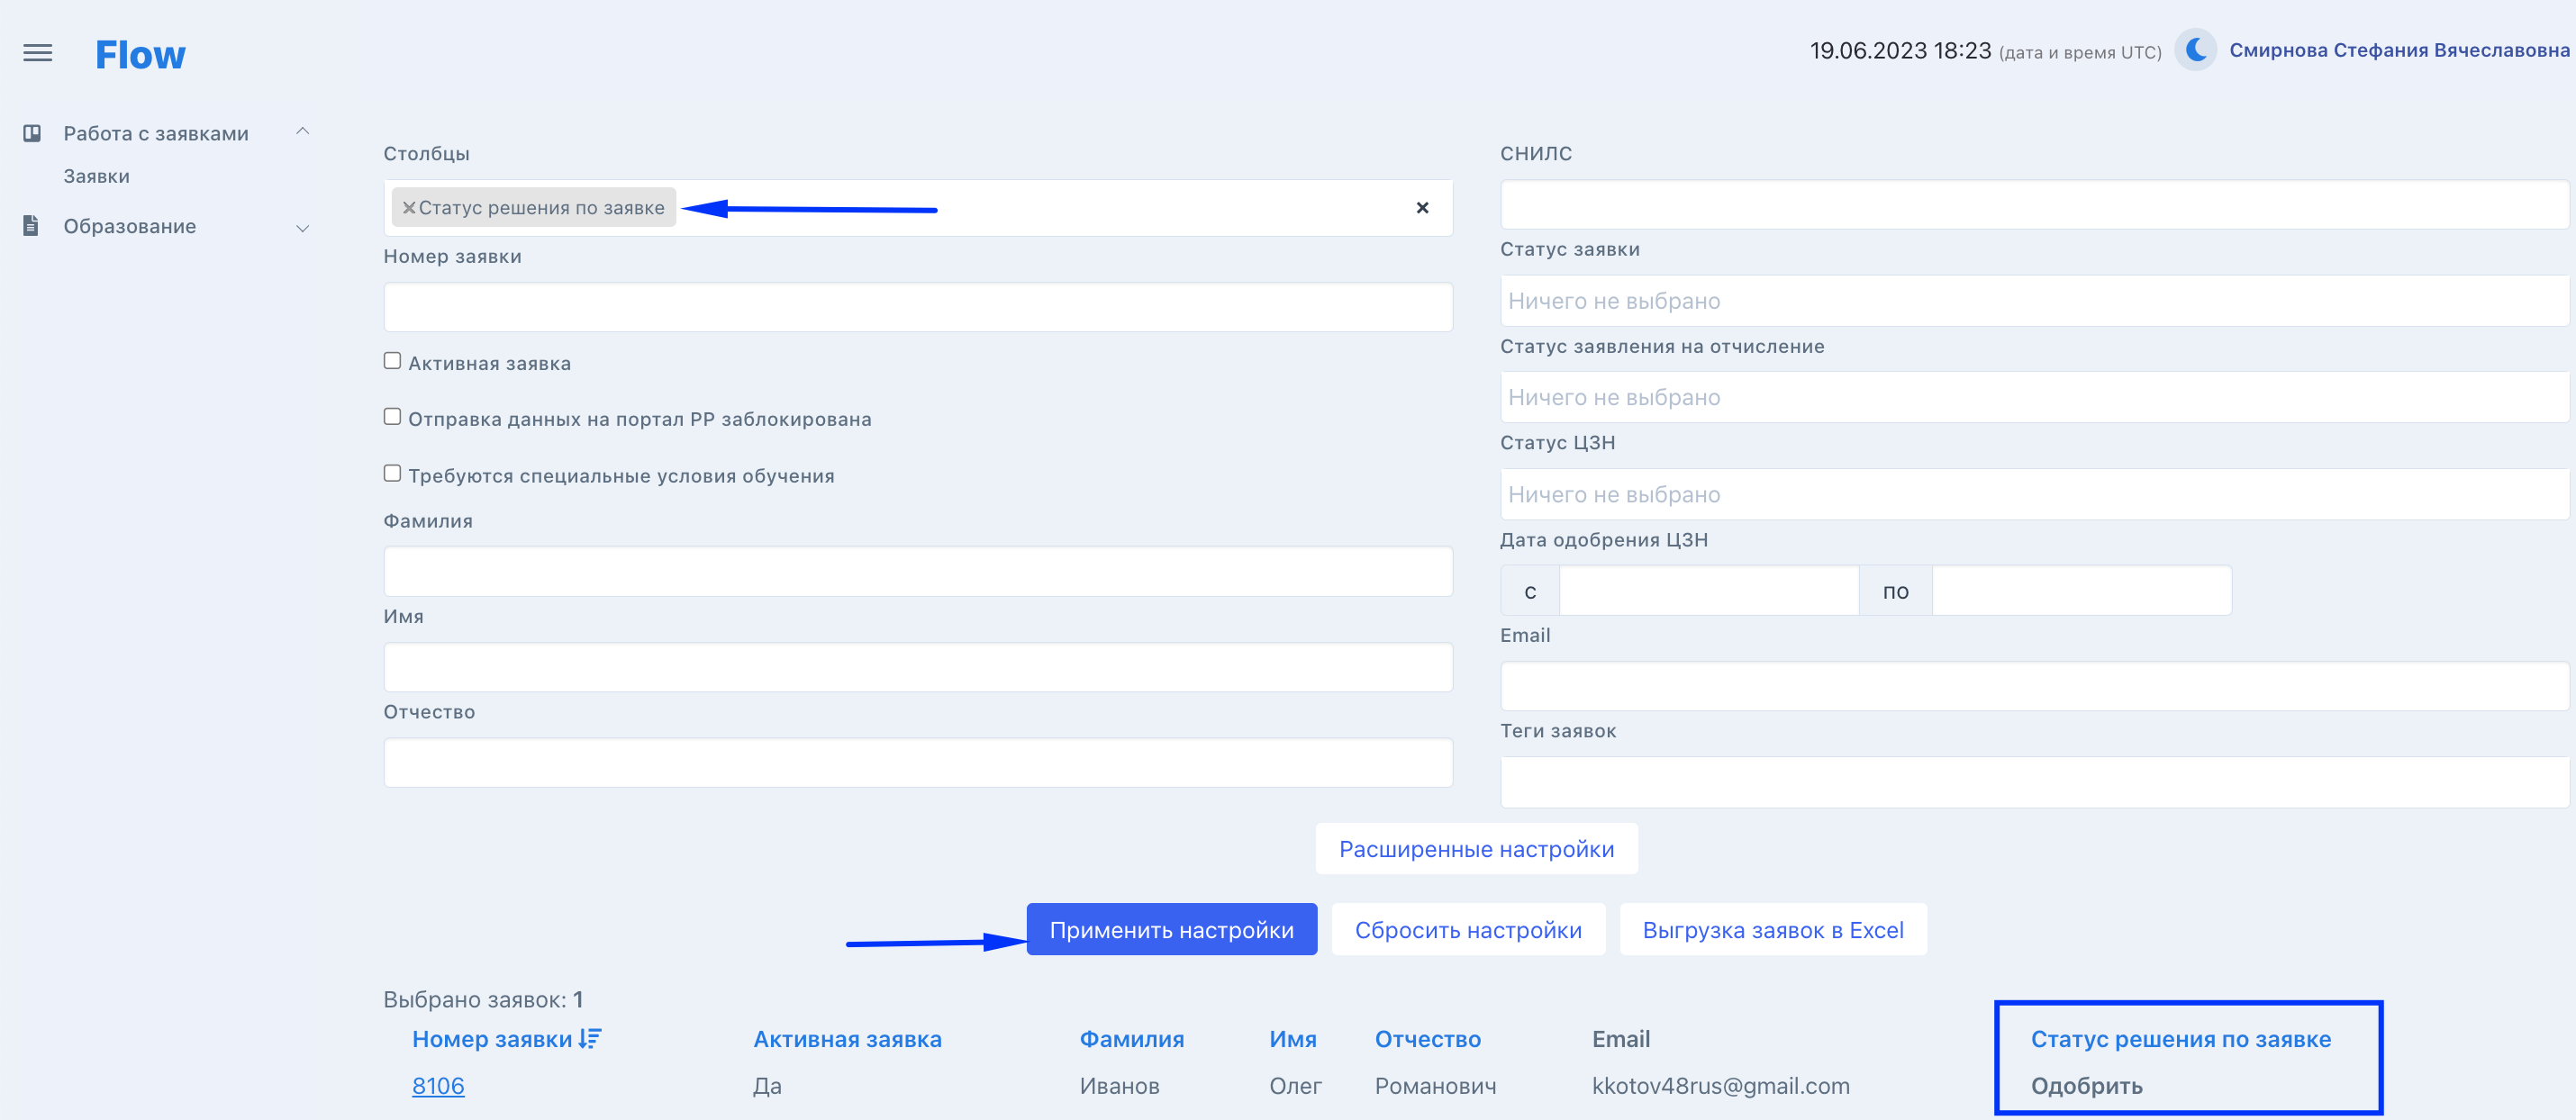 Flow
19.06.2023 18:23 (дата и время UTC) Смирнова Стефания Вячеславовна
Работа с заявками
Заявки
Образование
Столбцы
×Статус решения по заявке ×
Номер заявки
Активная заявка
Отправка данных на портал РР заблокирована
Требуются специальные условия обучения
Фамилия
Имя
Отчество
СНИЛС
Статус заявки
Ничего не выбрано
Статус заявления на отчисление
Ничего не выбрано
Статус ЦЗН
Ничего не выбрано
Дата одобрения ЦЗН
с по
Email
Теги заявок
Расширенные настройки
Применить настройки Сбросить настройки Выгрузка заявок в Excel
Выбрано заявок: 1
Номер заявки Активная заявка Фамилия Имя Отчество Email Статус решения по заявке
8106 Да Иванов Олег Романович kkotov48rus@gmail.com Одобрить